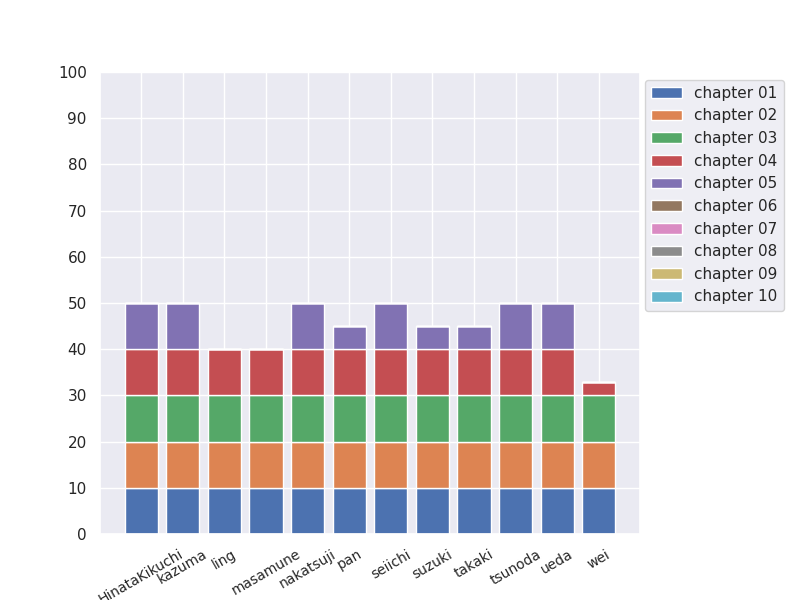 100
90
80
70
60
50
40
30
20
10
0
HinataKikuchi
kazuma
ling
masamune
nakatsuji
pan
seiichi
suzuki
takaki
tsunoda
ueda
wei
chapter 01
chapter 02
chapter 03
chapter 04
chapter 05
chapter 06
chapter 07
chapter 08
chapter 09
chapter 10